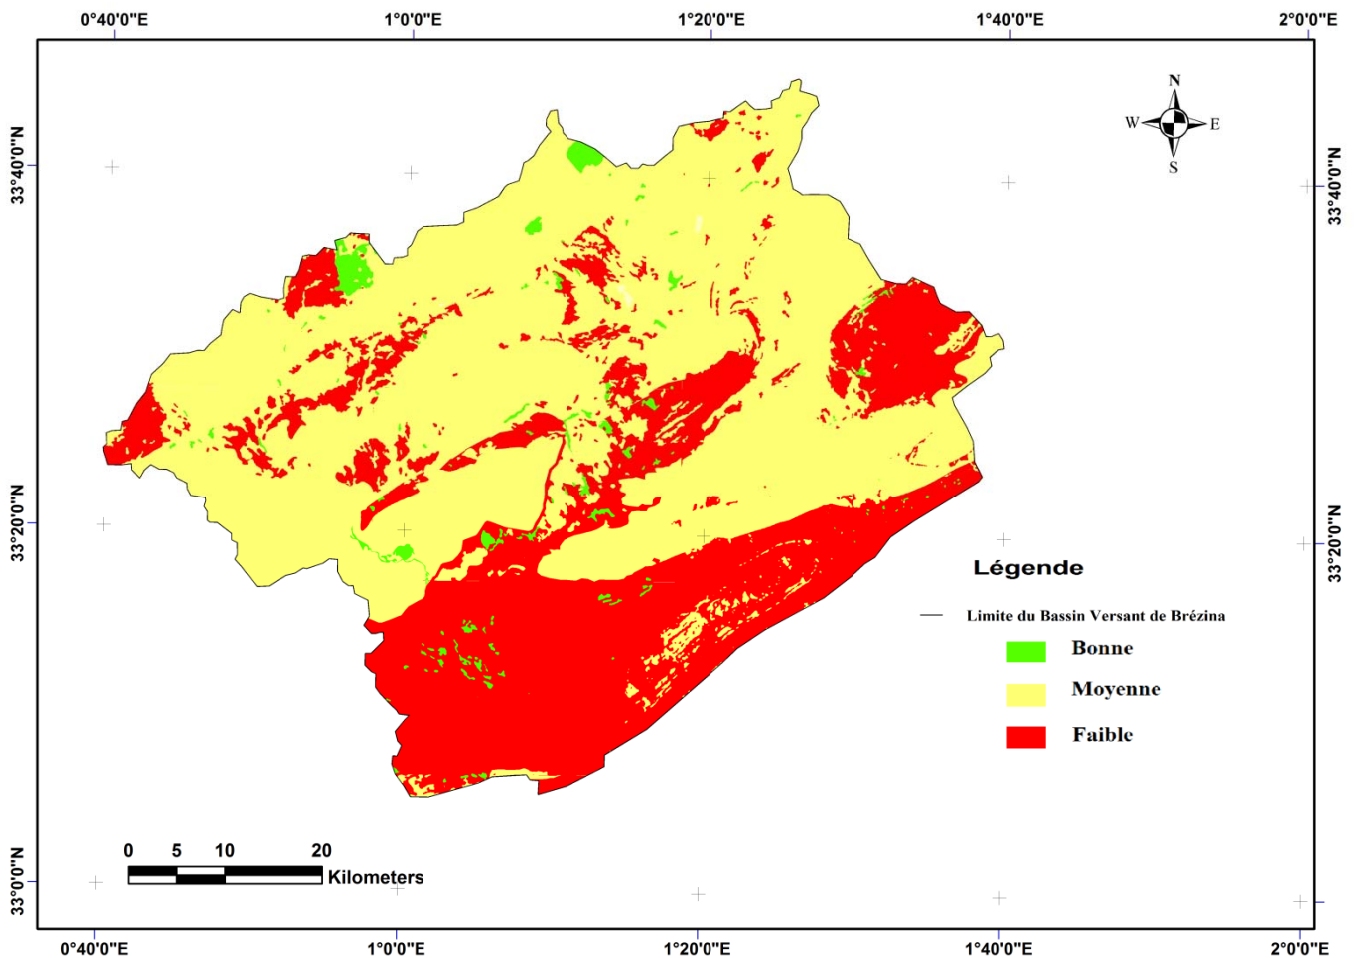 0°40'0"E 1°0'0"E 1°20'0"E 1°40'0"E 2°0'0"E
N
W E
S
33°40'0"N 33°40'0"N
33°20'0"N 33°20'0"N
Légende
Limite du Bassin Versant de Brézina
Bonne
Moyenne
Faible
0 5 10 20
Kilometers
33°0'0"N
0°40'0"E 1°0'0"E 1°20'0"E 1°40'0"E 2°0'0"E